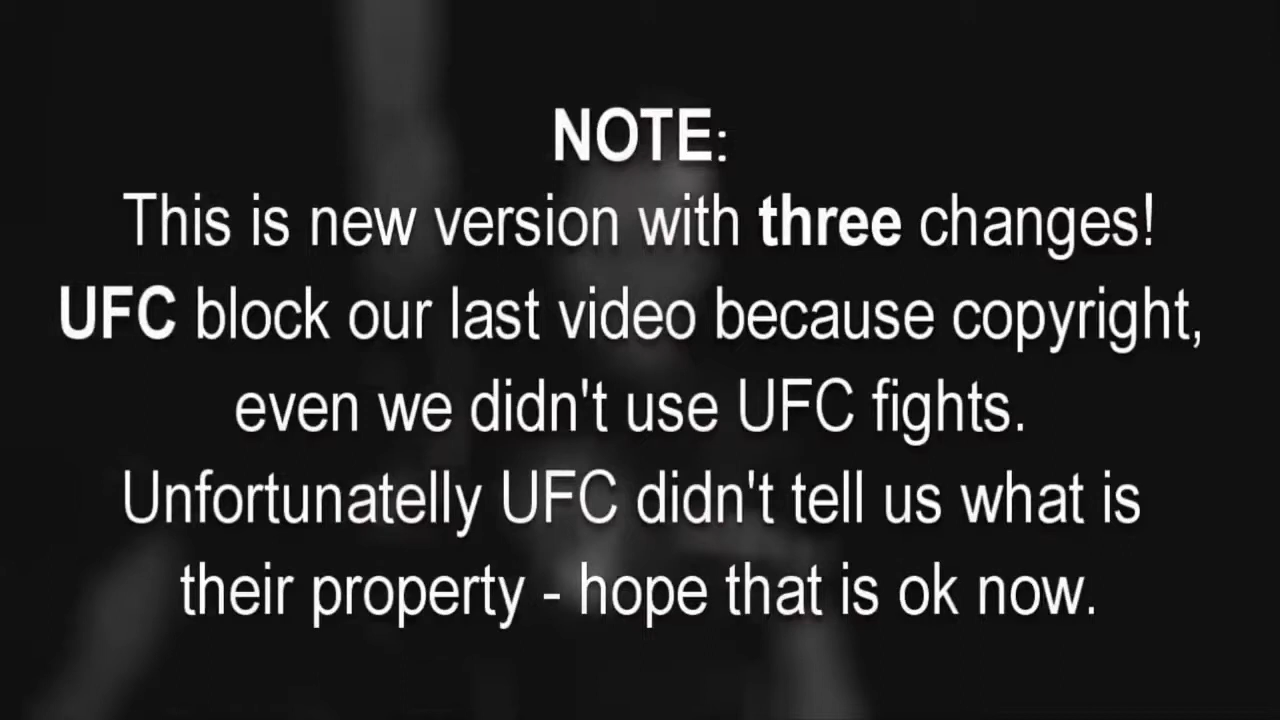 NOTE:
This is new version with three changes!
UFC block our last video because copyright,
even we didn't use UFC fights.
Unfortunatelly UFC didn't tell us what is
their property - hope that is ok now.